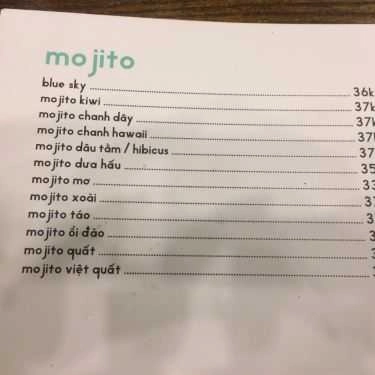 mojito
blue sky 36k
mojito kiwi 37k
mojito chanh dây 37k
mojito chanh hawaii
mojito dâu tằm / hibicus
mojito dưa hấu
mojito mơ
mojito xoài
mojito táo
mojito ổi đào
mojito quất
mojito việt quất